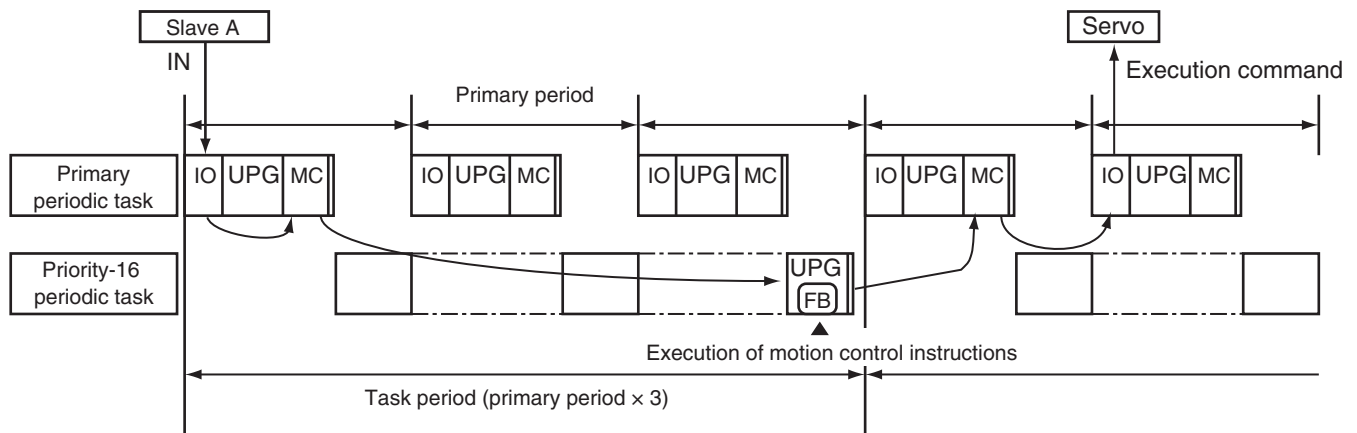 Slave A
Servo
IN
Execution command
Primary period
Primary
periodic task
IO UPG MC
IO UPG MC
IO UPG MC
IO UPG MC
IO UPG MC
Priority-16
periodic task
UPG
FB
Execution of motion control instructions
Task period (primary period × 3)